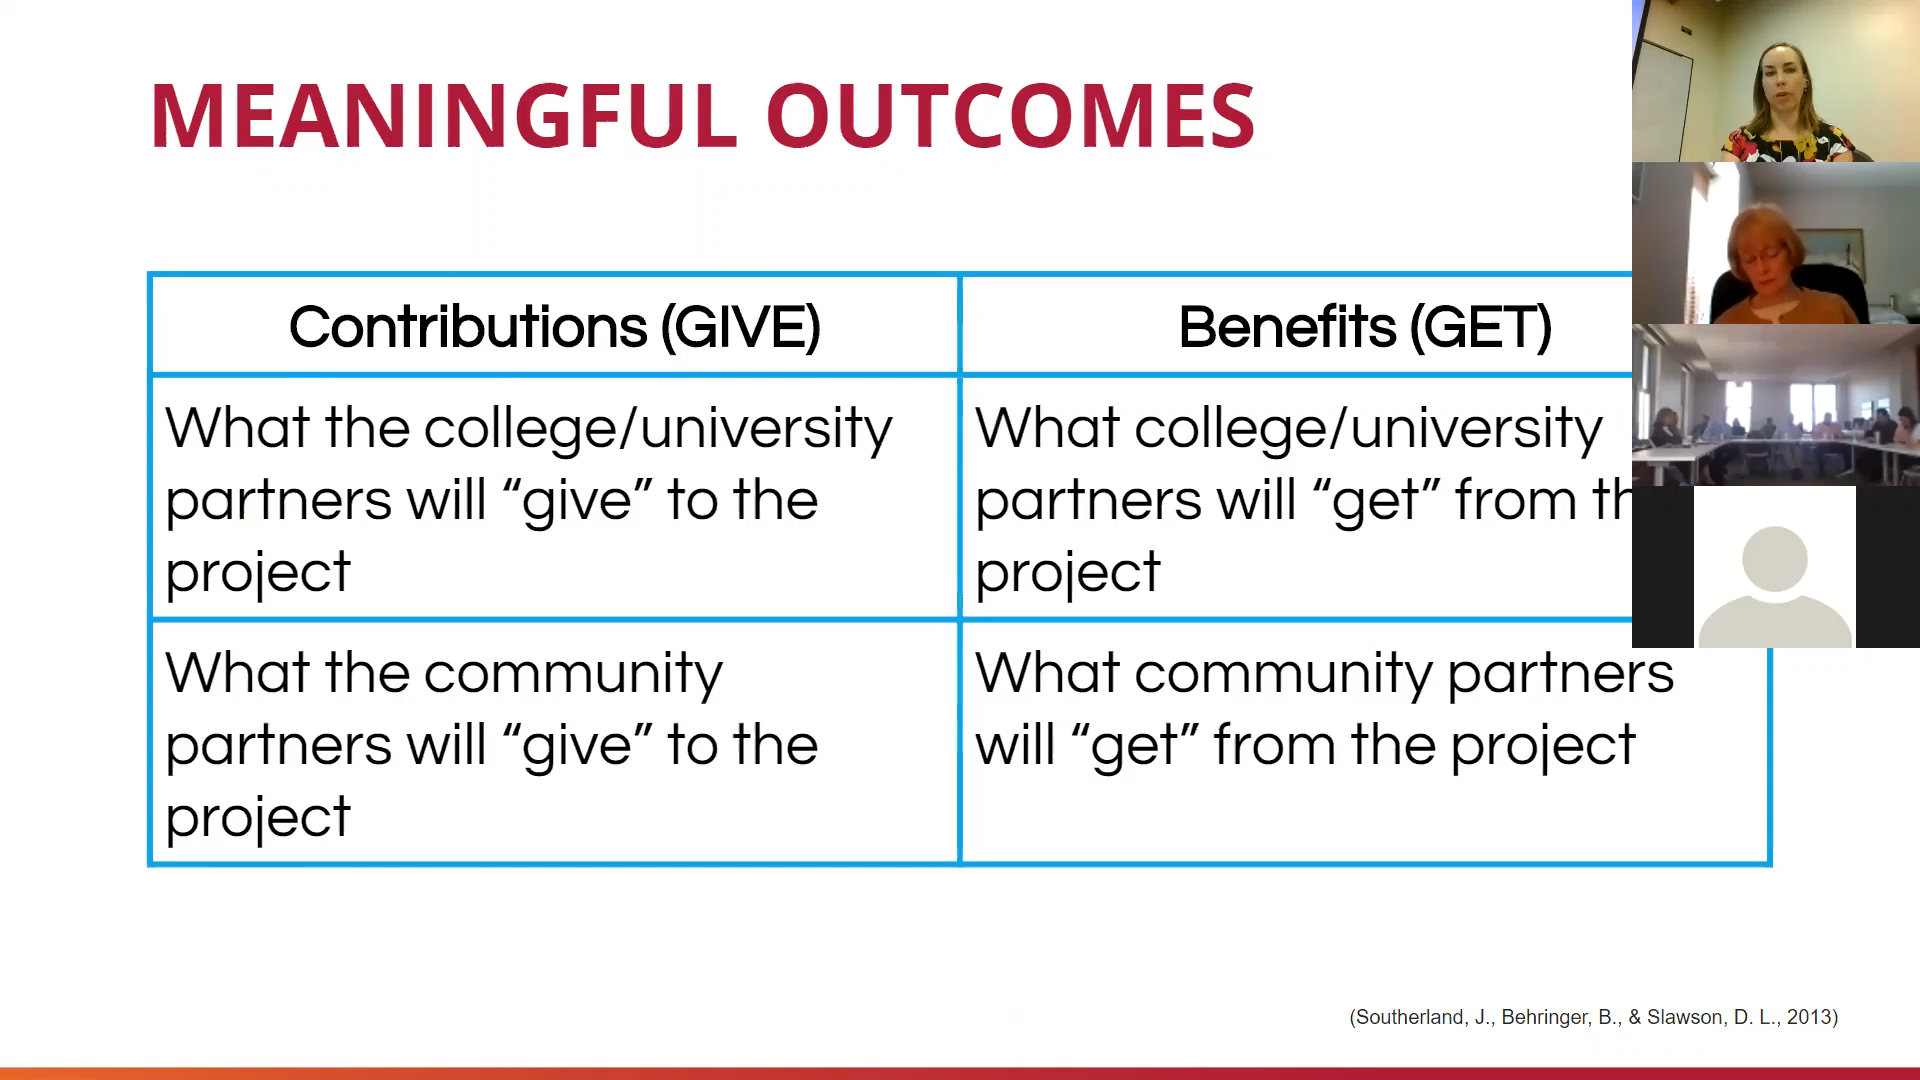 MEANINGFUL OUTCOMES
Contributions (GIVE)
Benefits (GET)
What the college/university
partners will “give” to the
project
What college/university
partners will “get” from
project
What the community
partners will “give” to the
project
What community partners
will “get” from the project
(Southerland, J., Behringer, B., & Slawson, D. L., 2013)